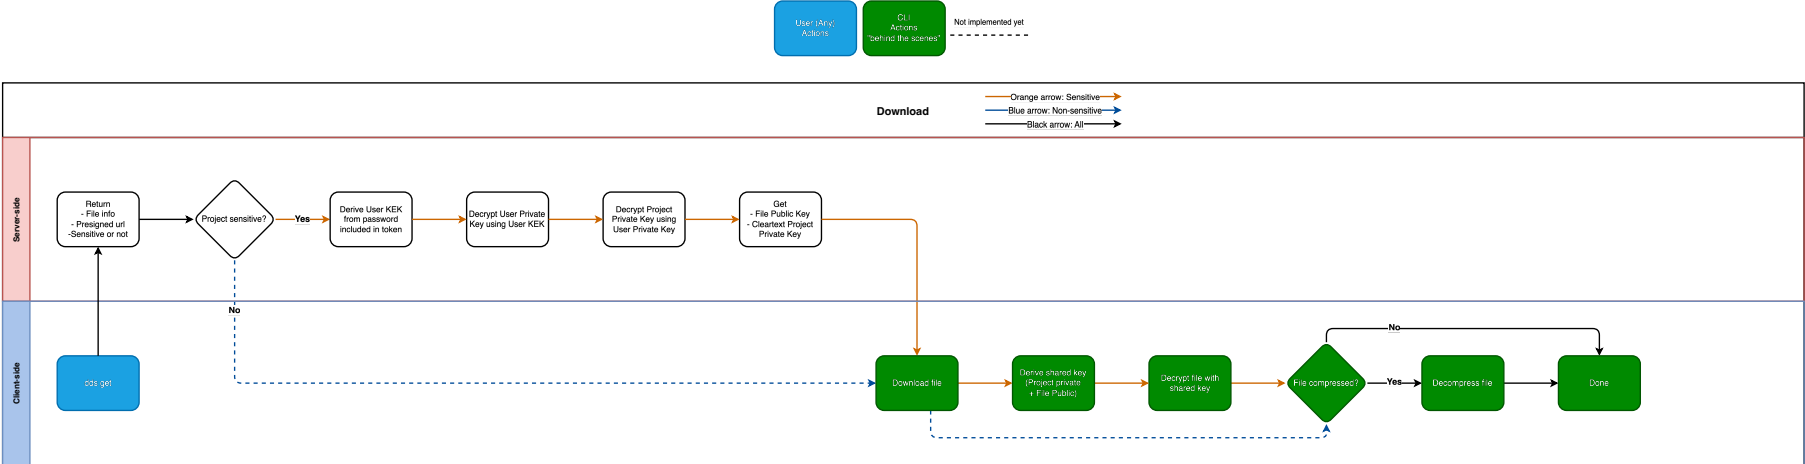 User (Any)
Actions
CLI
Actions
"behind the scenes"
Not implemented yet
Download
Orange arrow: Sensitive
Blue arrow: Non-sensitive
Black arrow: All
Server-side
Return
- File info
- Presigned url
-Sensitive or not
Project sensitive?
Yes
Derive User KEK
from password
included in token
Decrypt User Private
Key using User KEK
Decrypt Project
Private Key using
User Private Key
Get
- File Public Key
- Cleartext Project
Private Key
No
Client-side
dds get
Download file
Derive shared key
(Project private
+ File Public)
Decrypt file with
shared key
File compressed?
No
Yes
Decompress file
Done